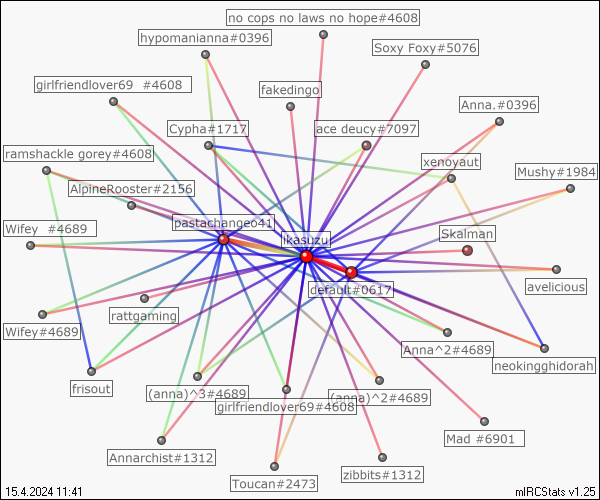 no cops no laws no hope#4608
hypomanianna#0396
Soxy Foxy#5076
girlfriendlover69 #4608
fakedingo
Anna.#0396
Cypha#1717
ace deucy#7097
ramshackle gorey#4608
xenoyaut
Mushy#1984
AlpineRooster#2156
pastachange041
Wifey #4689
Skalman
ikasuzu
default#0617
avelicious
rattgaming
Wifey#4689
Anna^2#4689
neokingghidorah
frisout
(anna)^3#4689
(anna)^2#4689
girlfriendlover69#4608
Mad #6901
Annarchist#1312
zibbits#1312
Toucan#2473
15.4.2024 11:41
mIRCStats v1.25